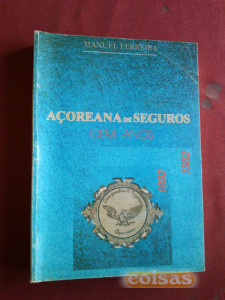 MANUEL FERREIRA
AÇOREANA DE SEGUROS
CEM ANOS
1892
1992
coisas